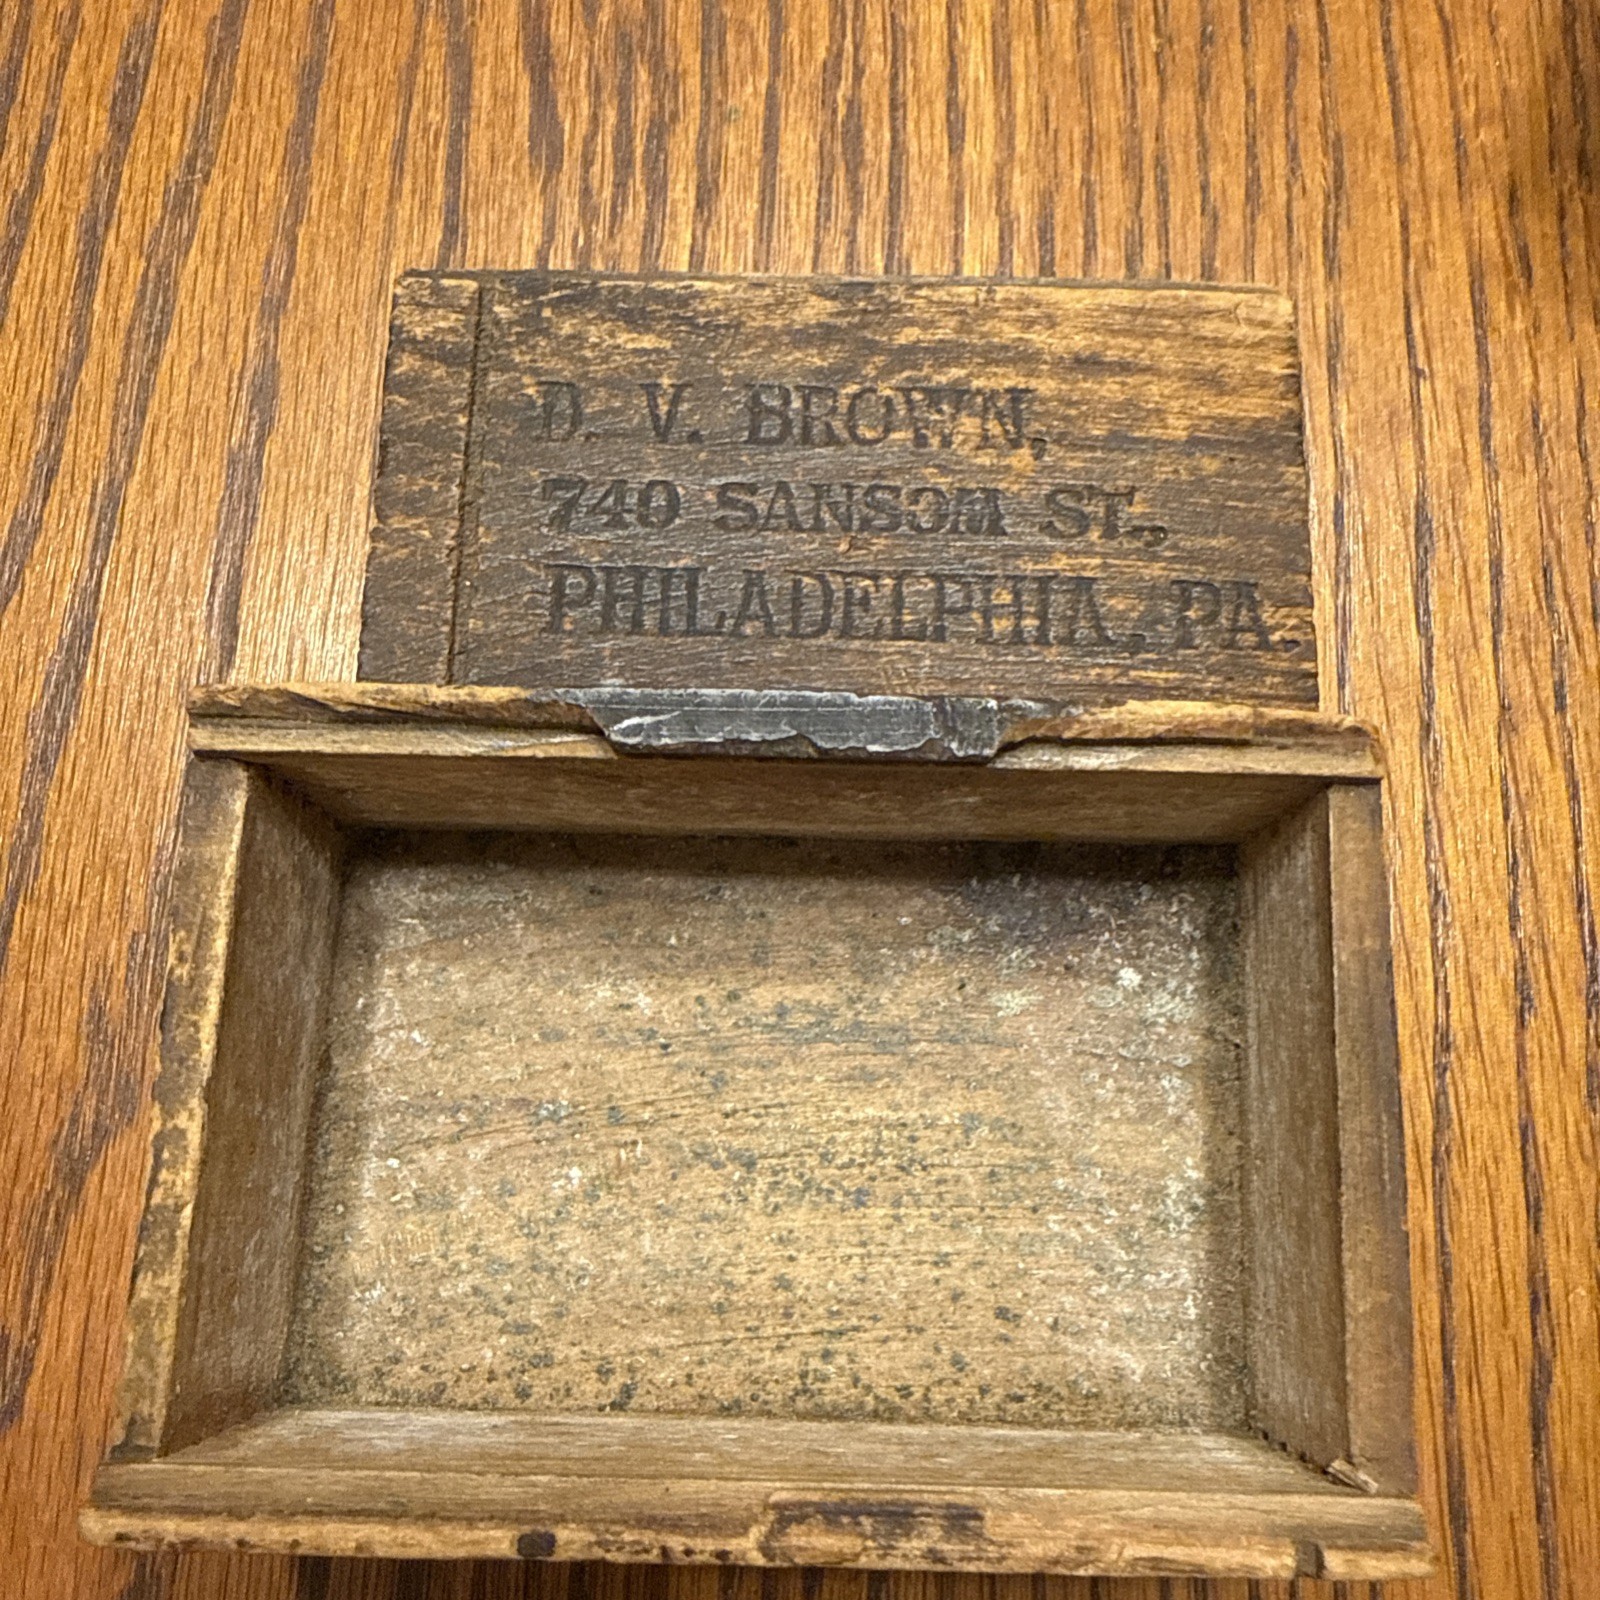 D. V. BROWN,
740 SANSOM ST.,
PHILADELPHIA, PA.